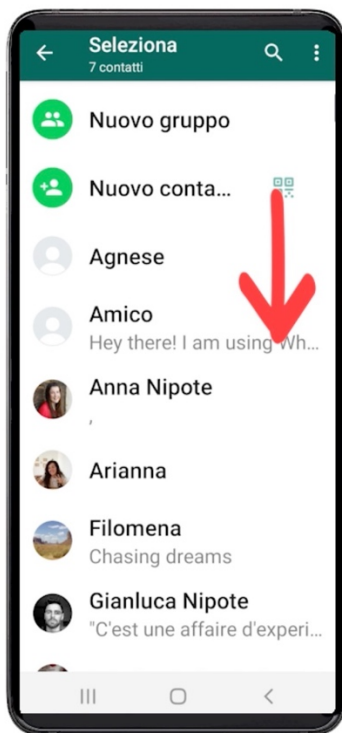 Seleziona
7 contatti
Nuovo gruppo
Nuovo conta...
Agnese
Amico
Hey there! I am using Wh...
Anna Nipote
,
Arianna
Filomena
Chasing dreams
Gianluca Nipote
"C'est une affaire d'experi...